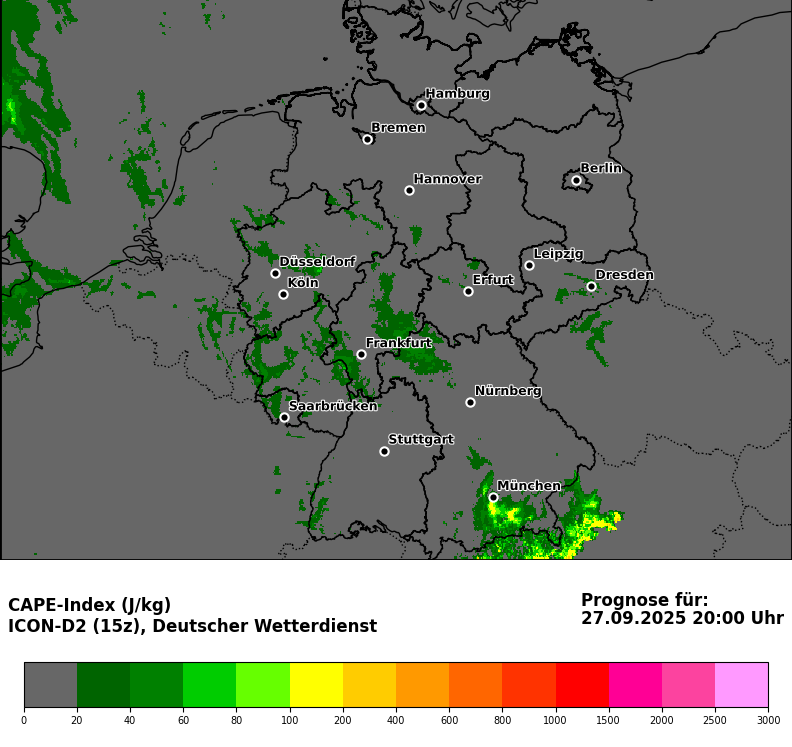 Hamburg
Bremen
Berlin
Hannover
Leipzig
Düsseldorf
Dresden
Erfurt
Köln
Frankfurt
Nürnberg
Saarbrücken
Stuttgart
München
CAPE-Index (J/kg)
ICON-D2 (15z), Deutscher Wetterdienst
Prognose für:
27.09.2025 20:00 Uhr
0 20 40 60 80 100 200 400 600 800 1000 1500 2000 2500 3000